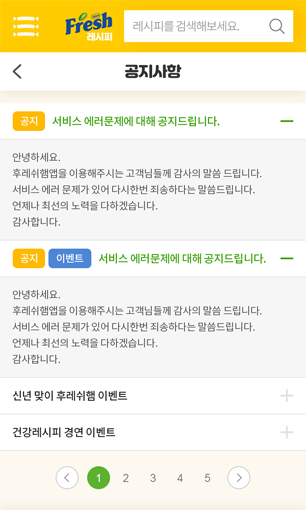 Fresh
레시피
레시피를 검색해보세요.
공지사항
공지 서비스 에러문제에 대해 공지드립니다.
안녕하세요.
후레쉬햄앱을 이용해주시는 고객님들께 감사의 말씀 드립니다.
서비스 에러 문제가 있어 다시한번 죄송하다는 말씀드립니다.
언제나 최선의 노력을 다하겠습니다.
감사합니다.
공지 이벤트 서비스 에러문제에 대해 공지드립니다.
안녕하세요.
후레쉬햄앱을 이용해주시는 고객님들께 감사의 말씀 드립니다.
서비스 에러 문제가 있어 다시한번 죄송하다는 말씀드립니다.
언제나 최선의 노력을 다하겠습니다.
감사합니다.
신년 맞이 후레쉬햄 이벤트
건강레시피 경연 이벤트
1 2 3 4 5